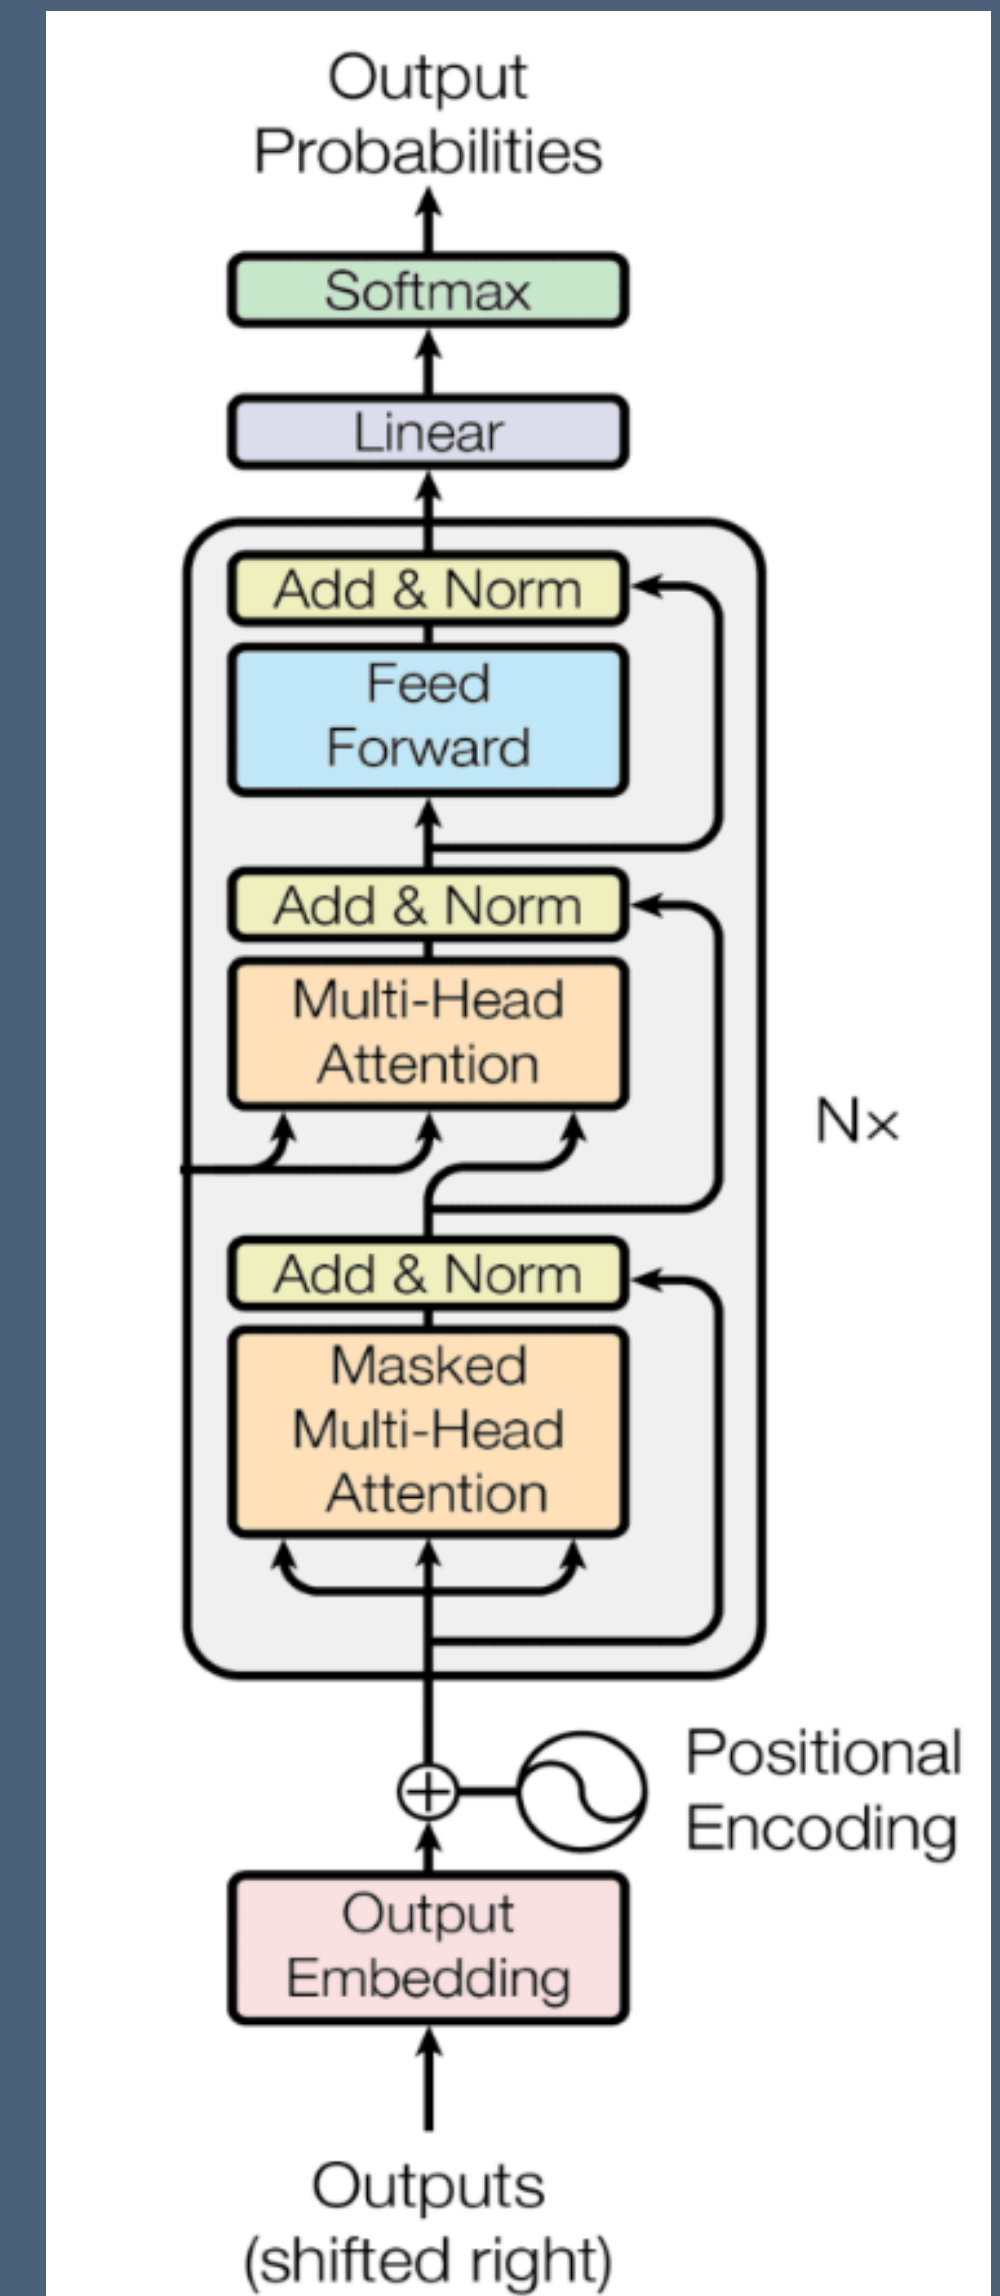 Output
Probabilities
Softmax
Linear
Add & Norm
Feed
Forward
Add & Norm
Multi-Head
Attention
N×
Add & Norm
Masked
Multi-Head
Attention
Positional
Encoding
Output
Embedding
Outputs
(shifted right)